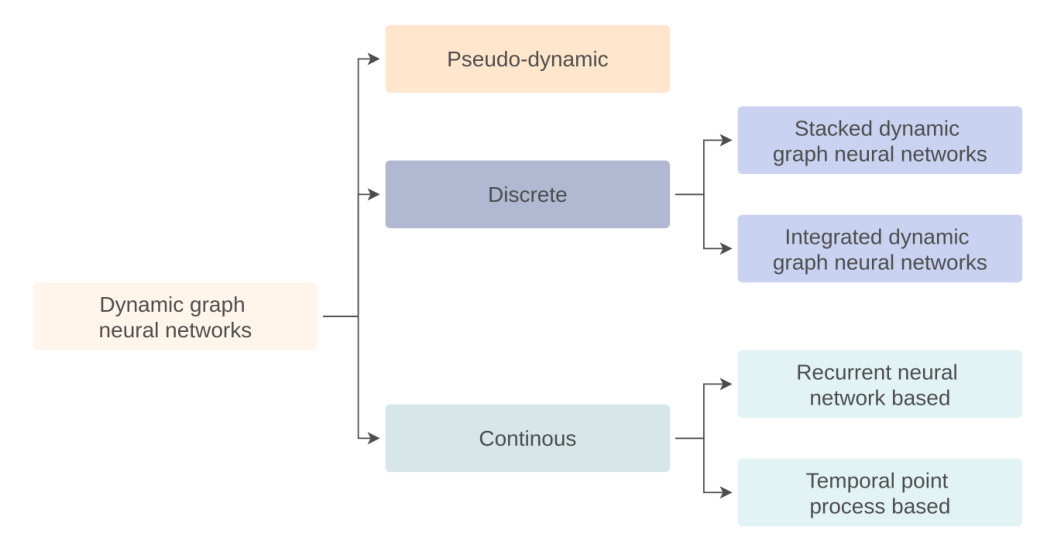 Pseudo-dynamic
Stacked dynamic
graph neural networks
Discrete
Integrated dynamic
graph neural networks
Dynamic graph
neural networks
Recurrent neural
network based
Continous
Temporal point
process based